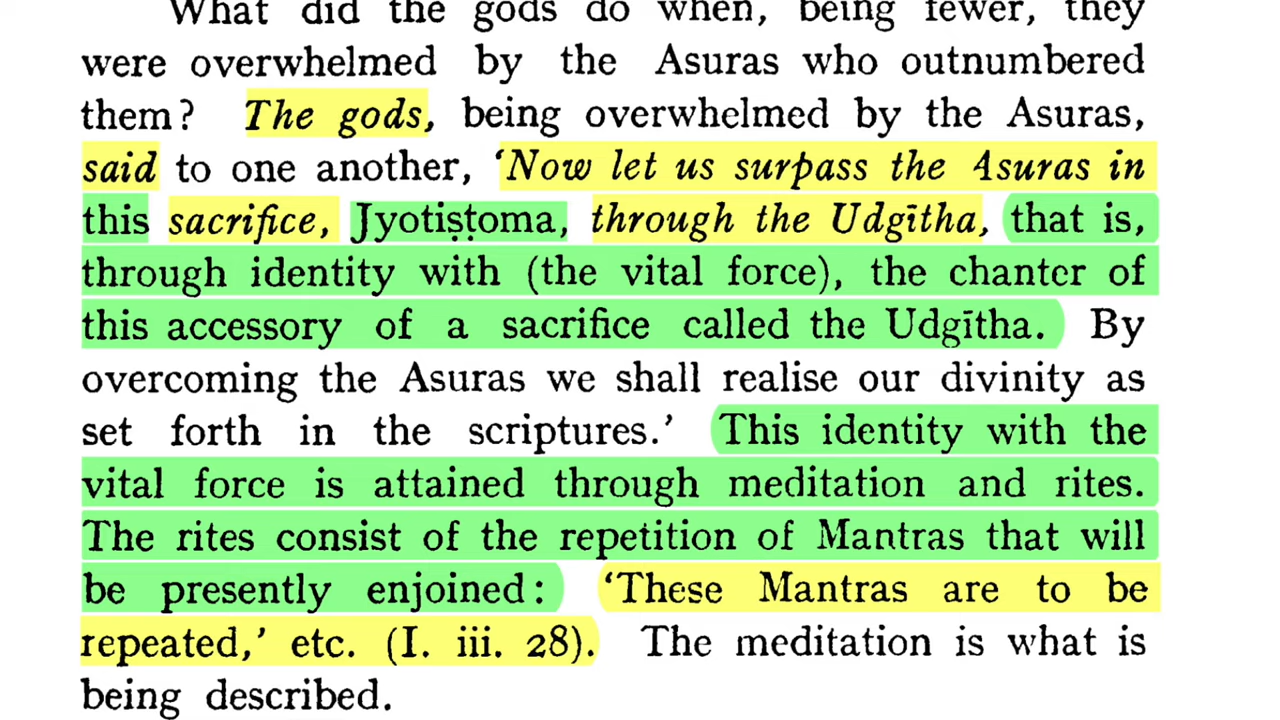 What did the gods do when, being fewer, they
were overwhelmed by the Asuras who outnumbered
them? The gods, being overwhelmed by the Asuras,
said to one another, ‘Now let us surpass the Asuras in
this sacrifice, Jyotiṣṭoma, through the Udgītha, that is,
through identity with (the vital force), the chanter of
this accessory of a sacrifice called the Udgītha. By
overcoming the Asuras we shall realise our divinity as
set forth in the scriptures.’ This identity with the
vital force is attained through meditation and rites.
The rites consist of the repetition of Mantras that will
be presently enjoined: ‘These Mantras are to be
repeated,’ etc. (I. iii. 28). The meditation is what is
being described.